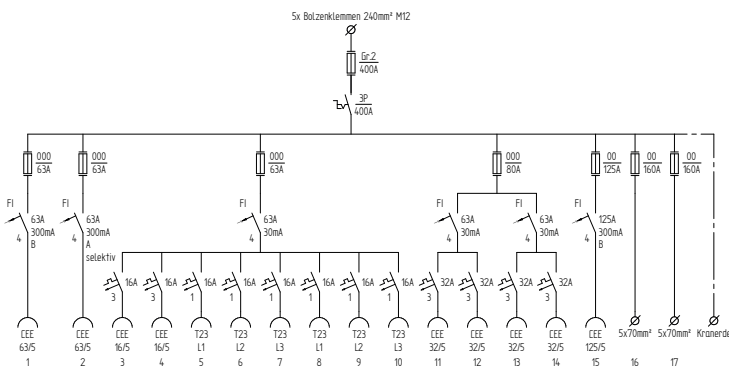 5x Bolzenklemmen 240mm² M12
Gr.2
400A
3P
400A
000
63A
000
63A
000
63A
000
80A
00
125A
00
160A
00
160A
FI
63A
300mA
4
B
FI
63A
300mA
4
A
selektiv
FI
63A
30mA
4
FI
63A
30mA
4
FI
63A
30mA
4
FI
125A
300mA
4
B
16A
3
16A
3
16A
1
16A
1
16A
1
16A
1
16A
1
16A
1
32A
3
32A
3
32A
3
32A
3
CEE
63/5
1
CEE
63/5
2
CEE
16/5
3
CEE
16/5
4
T23
L1
5
T23
L2
6
T23
L3
7
T23
L1
8
T23
L2
9
T23
L3
10
CEE
32/5
11
CEE
32/5
12
CEE
32/5
13
CEE
32/5
14
CEE
125/5
15
5x70mm²
16
5x70mm²
17
Kranerde